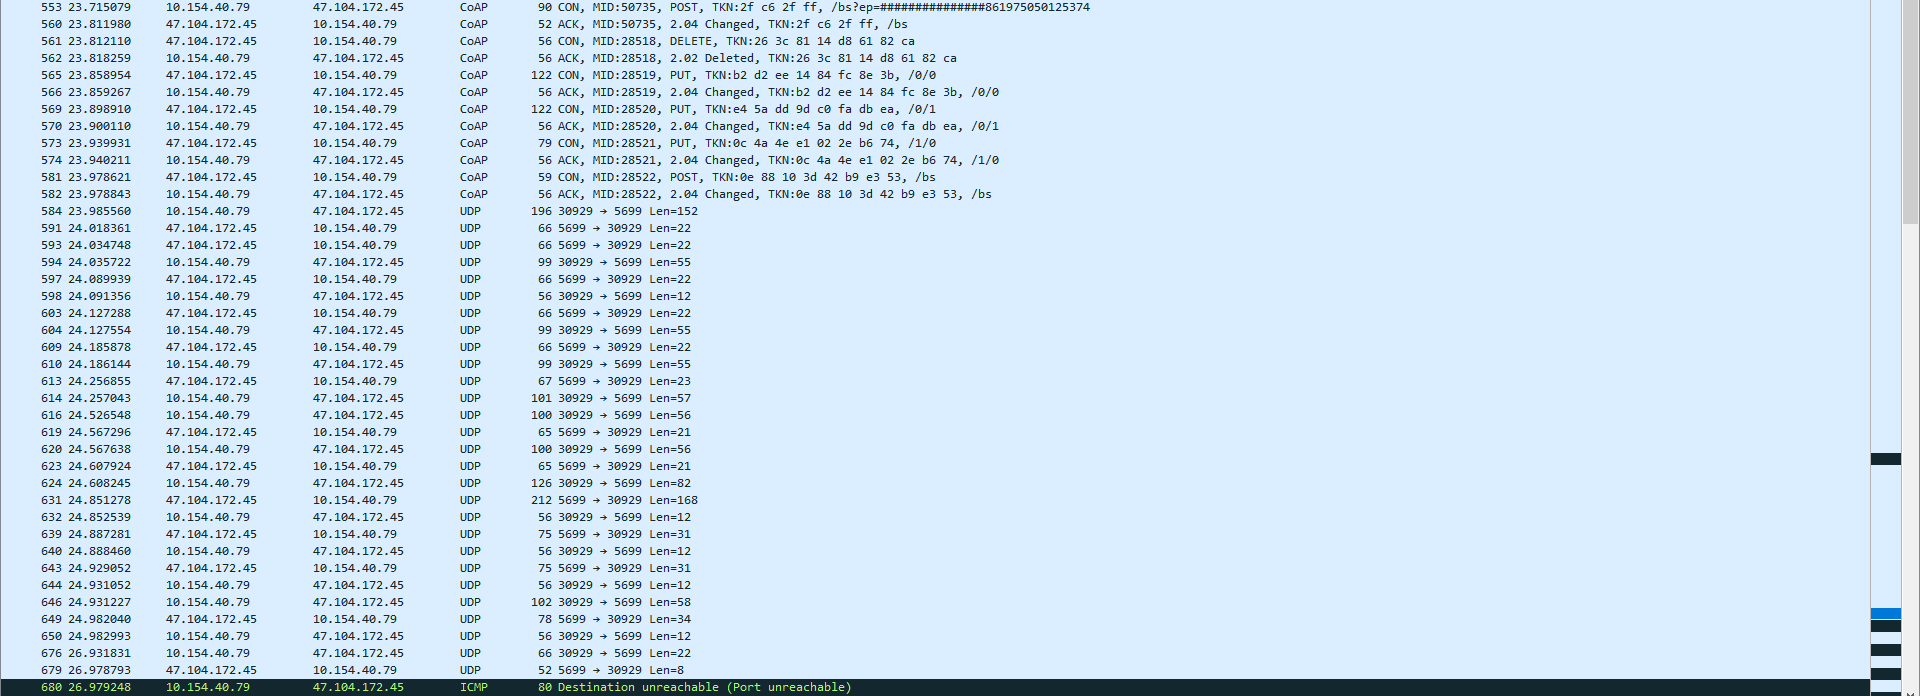 553 23.715079 10.154.40.79 47.104.172.45 CoAP 90 CON, MID:50735, POST, TKN:2f c6 2f ff, /bs?ep=###############861975050125374
560 23.811980 47.104.172.45 10.154.40.79 CoAP 52 ACK, MID:50735, 2.04 Changed, TKN:2f c6 2f ff, /bs
561 23.812110 47.104.172.45 10.154.40.79 CoAP 56 CON, MID:28518, DELETE, TKN:26 3c 81 14 d8 61 82 ca
562 23.818259 10.154.40.79 47.104.172.45 CoAP 56 ACK, MID:28518, 2.02 Deleted, TKN:26 3c 81 14 d8 61 82 ca
565 23.858954 47.104.172.45 10.154.40.79 CoAP 122 CON, MID:28519, PUT, TKN:b2 d2 ee 14 84 fc 8e 3b, /0/0
566 23.859267 10.154.40.79 47.104.172.45 CoAP 56 ACK, MID:28519, 2.04 Changed, TKN:b2 d2 ee 14 84 fc 8e 3b, /0/0
569 23.898910 47.104.172.45 10.154.40.79 CoAP 122 CON, MID:28520, PUT, TKN:e4 5a dd 9d c0 fa db ea, /0/1
570 23.900110 10.154.40.79 47.104.172.45 CoAP 56 ACK, MID:28520, 2.04 Changed, TKN:e4 5a dd 9d c0 fa db ea, /0/1
573 23.939931 47.104.172.45 10.154.40.79 CoAP 79 CON, MID:28521, PUT, TKN:0c 4a 4e e1 02 2e b6 74, /1/0
574 23.940211 10.154.40.79 47.104.172.45 CoAP 56 ACK, MID:28521, 2.04 Changed, TKN:0c 4a 4e e1 02 2e b6 74, /1/0
581 23.978621 47.104.172.45 10.154.40.79 CoAP 59 CON, MID:28522, POST, TKN:0e 88 10 3d 42 b9 e3 53, /bs
582 23.978843 10.154.40.79 47.104.172.45 CoAP 56 ACK, MID:28522, 2.04 Changed, TKN:0e 88 10 3d 42 b9 e3 53, /bs
584 23.985560 10.154.40.79 47.104.172.45 UDP 196 30929 → 5699 Len=152
591 24.018361 47.104.172.45 10.154.40.79 UDP 66 5699 → 30929 Len=22
593 24.034748 47.104.172.45 10.154.40.79 UDP 66 5699 → 30929 Len=22
594 24.035722 10.154.40.79 47.104.172.45 UDP 99 30929 → 5699 Len=55
597 24.089939 47.104.172.45 10.154.40.79 UDP 66 5699 → 30929 Len=22
598 24.091356 10.154.40.79 47.104.172.45 UDP 56 30929 → 5699 Len=12
603 24.127288 47.104.172.45 10.154.40.79 UDP 66 5699 → 30929 Len=22
604 24.127554 10.154.40.79 47.104.172.45 UDP 99 30929 → 5699 Len=55
609 24.185878 47.104.172.45 10.154.40.79 UDP 66 5699 → 30929 Len=22
610 24.186144 10.154.40.79 47.104.172.45 UDP 99 30929 → 5699 Len=55
613 24.256855 47.104.172.45 10.154.40.79 UDP 67 5699 → 30929 Len=23
614 24.257043 10.154.40.79 47.104.172.45 UDP 101 30929 → 5699 Len=57
616 24.526548 10.154.40.79 47.104.172.45 UDP 100 30929 → 5699 Len=56
619 24.567296 47.104.172.45 10.154.40.79 UDP 65 5699 → 30929 Len=21
620 24.567638 10.154.40.79 47.104.172.45 UDP 100 30929 → 5699 Len=56
623 24.607924 47.104.172.45 10.154.40.79 UDP 65 5699 → 30929 Len=21
624 24.608245 10.154.40.79 47.104.172.45 UDP 126 30929 → 5699 Len=82
631 24.851278 47.104.172.45 10.154.40.79 UDP 212 5699 → 30929 Len=168
632 24.852539 10.154.40.79 47.104.172.45 UDP 56 30929 → 5699 Len=12
639 24.887281 47.104.172.45 10.154.40.79 UDP 75 5699 → 30929 Len=31
640 24.888460 10.154.40.79 47.104.172.45 UDP 56 30929 → 5699 Len=12
643 24.929052 47.104.172.45 10.154.40.79 UDP 75 5699 → 30929 Len=31
644 24.931052 10.154.40.79 47.104.172.45 UDP 56 30929 → 5699 Len=12
646 24.931227 10.154.40.79 47.104.172.45 UDP 102 30929 → 5699 Len=58
649 24.982040 47.104.172.45 10.154.40.79 UDP 78 5699 → 30929 Len=34
650 24.982993 10.154.40.79 47.104.172.45 UDP 56 30929 → 5699 Len=12
676 26.931831 10.154.40.79 47.104.172.45 UDP 66 30929 → 5699 Len=22
679 26.978793 47.104.172.45 10.154.40.79 UDP 52 5699 → 30929 Len=8
680 26.979248 10.154.40.79 47.104.172.45 ICMP 80 Destination unreachable (Port unreachable)